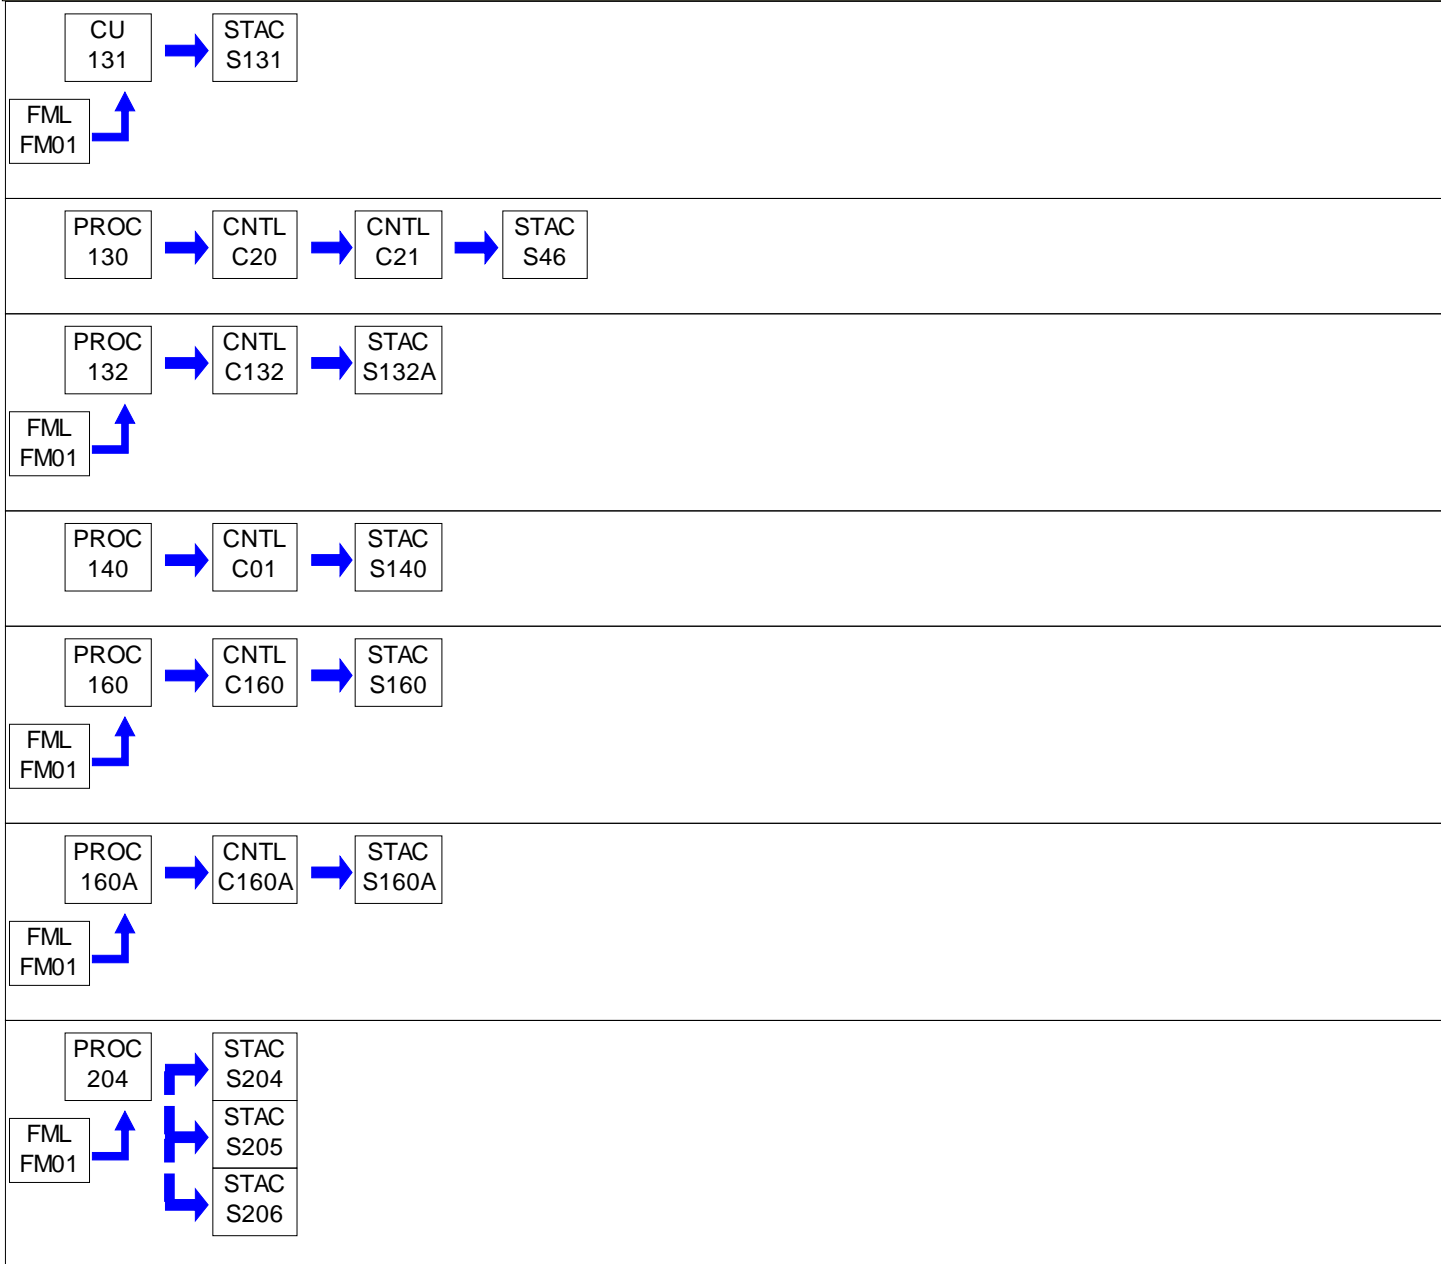 CU
131
STAC
S131
FML
FM01
PROC
130
CNTL
C20
CNTL
C21
STAC
S46
PROC
132
CNTL
C132
STAC
S132A
FML
FM01
PROC
140
CNTL
C01
STAC
S140
PROC
160
CNTL
C160
STAC
S160
FML
FM01
PROC
160A
CNTL
C160A
STAC
S160A
FML
FM01
PROC
204
STAC
S204
FML
FM01
STAC
S205
STAC
S206